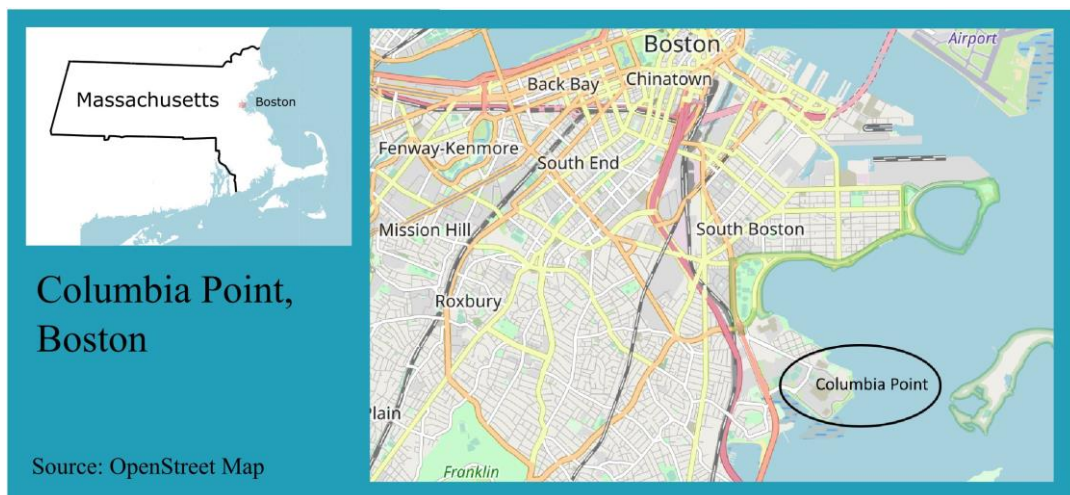 Massachusetts
Boston
Columbia Point,
Boston
Source: OpenStreet Map
Boston
Airport
Back Bay
Chinatown
Fenway-Kenmore
South End
Mission Hill
South Boston
Roxbury
Columbia Point
Plain
Franklin